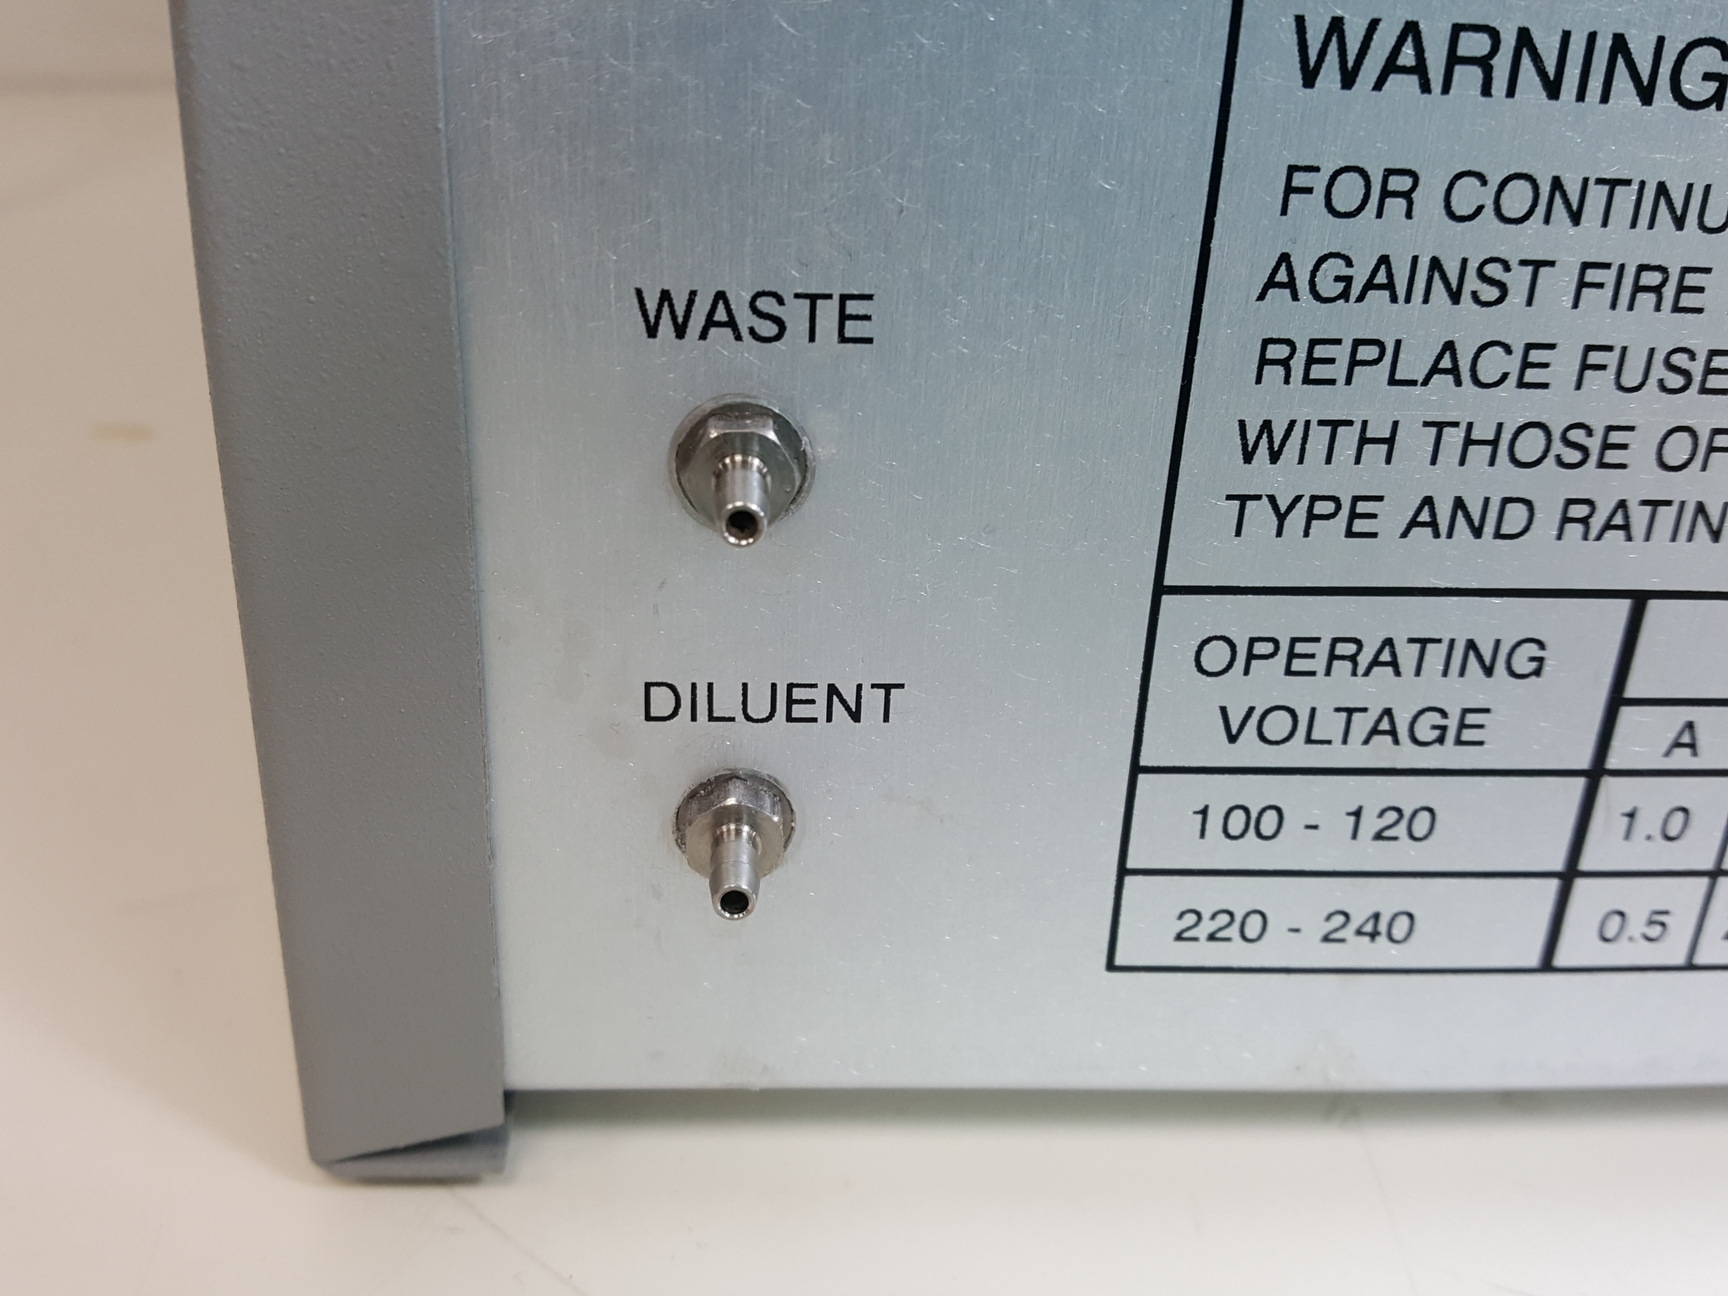 WASTE
DILUENT
WARNING
FOR CONTINU
AGAINST FIRE
REPLACE FUSE
WITH THOSE OF
TYPE AND RATIN
OPERATING
VOLTAGE
A
100 - 120
1.0
220 - 240
0.5